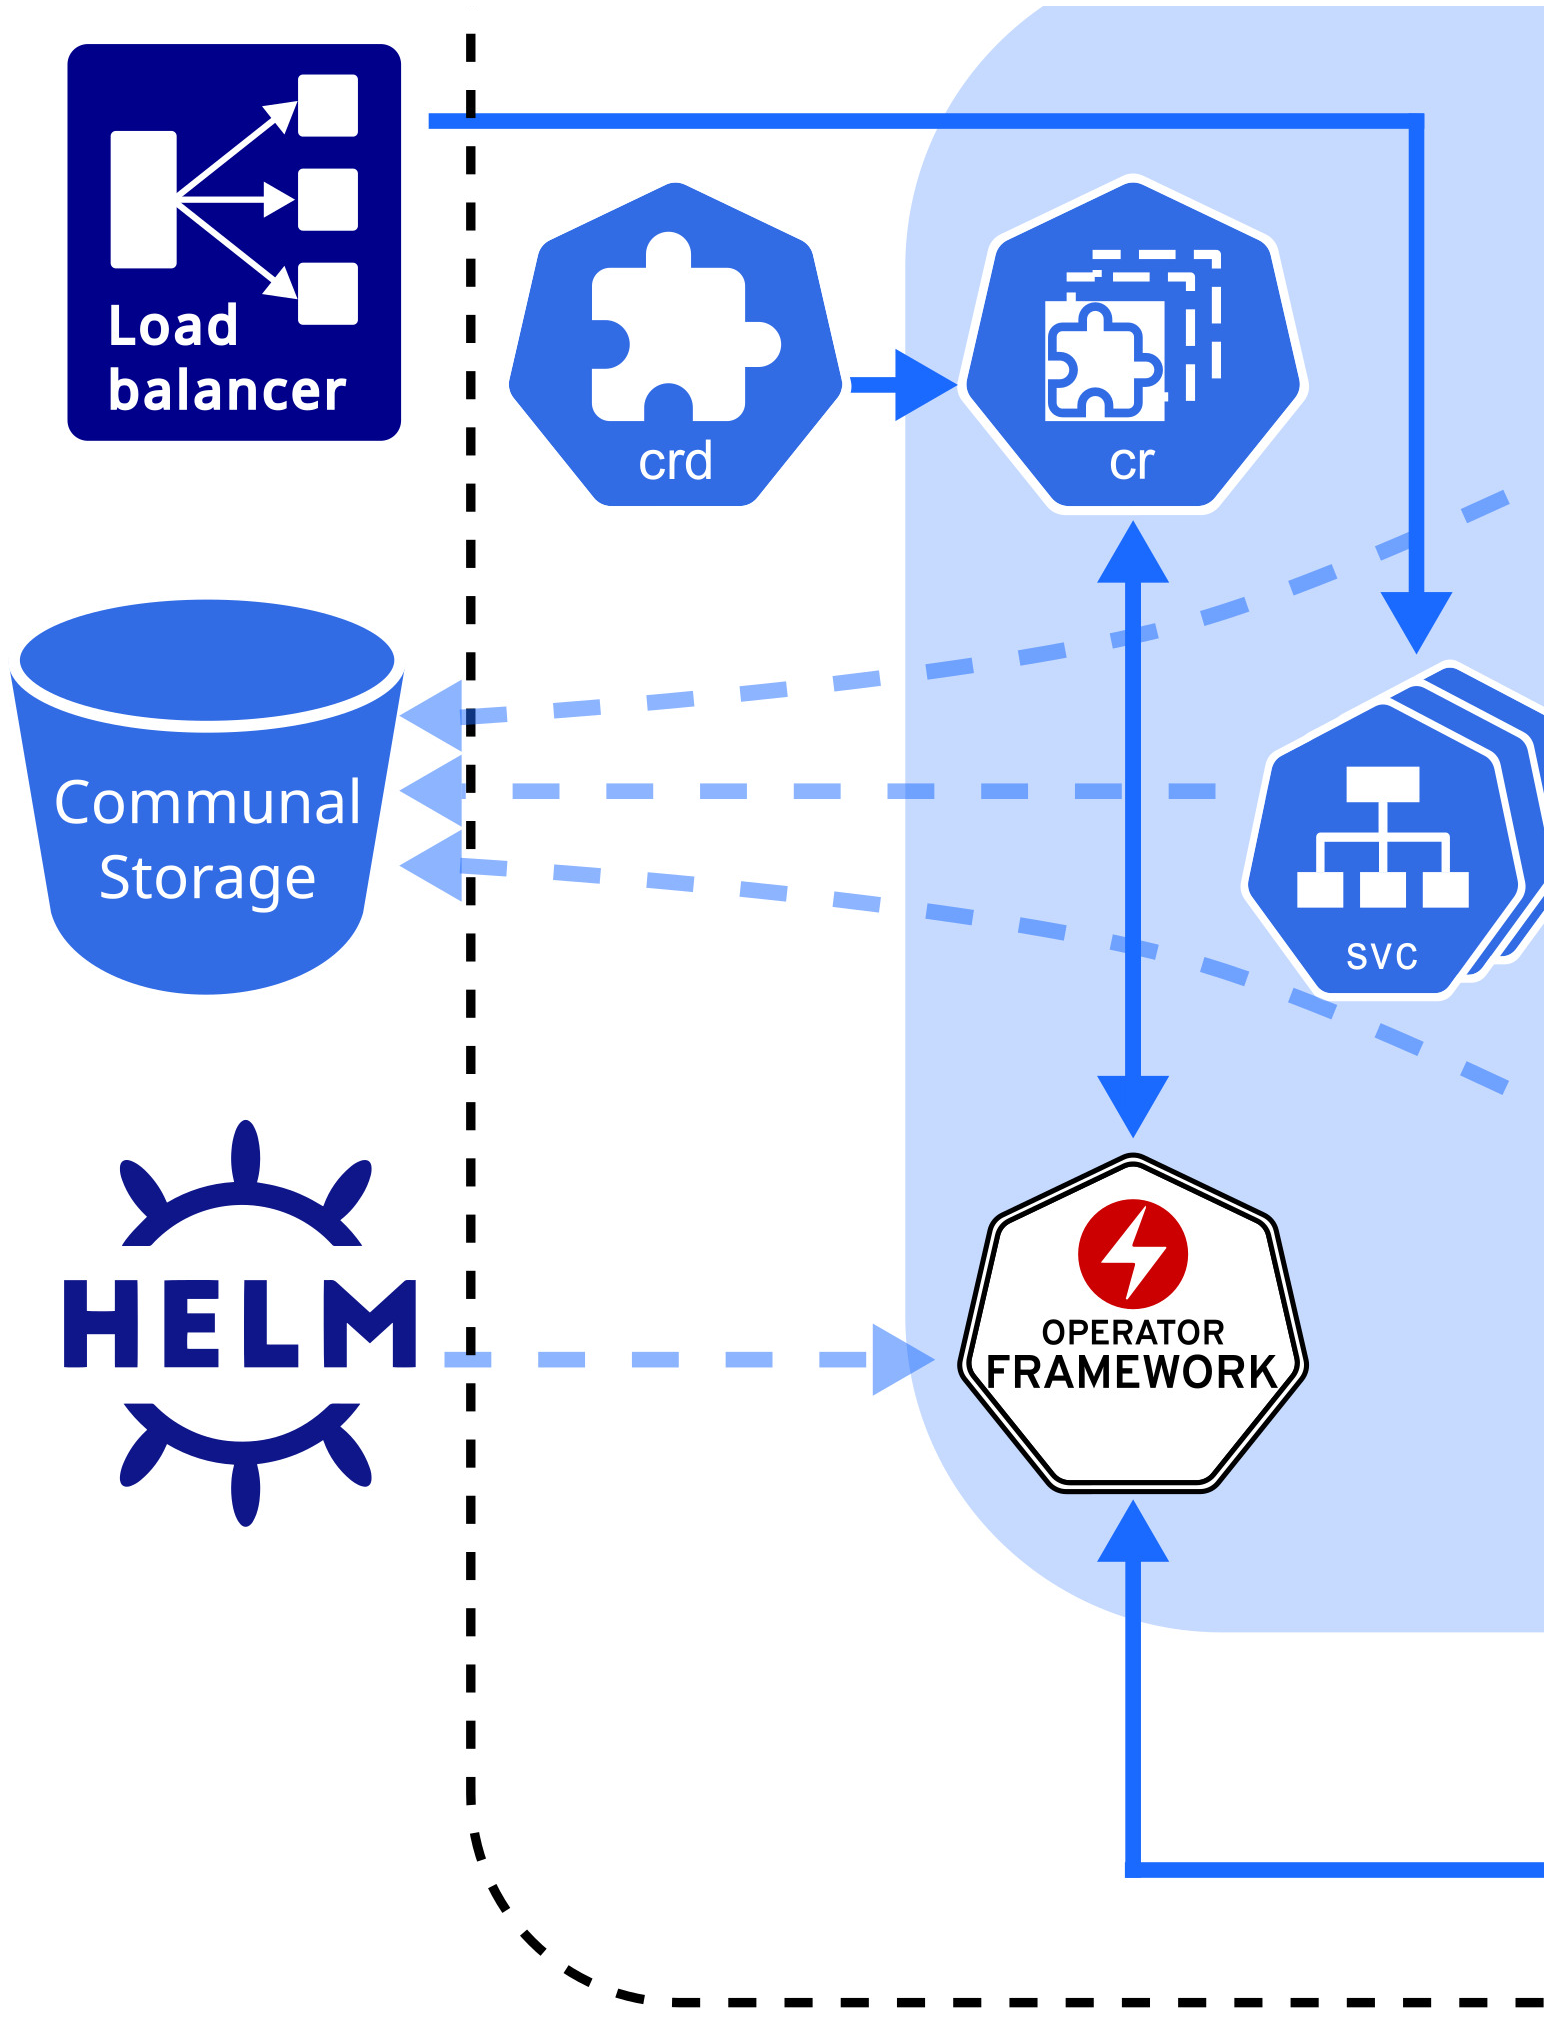 Load
balancer
crd
cr
Communal
Storage
svc
HELM
OPERATOR
FRAMEWORK